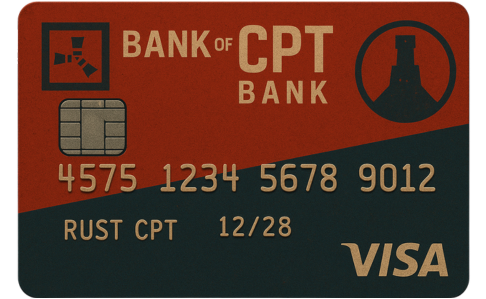 BANK OF CPT
BANK
4575 1234 5678 9012
RUST CPT 12/28
VISA